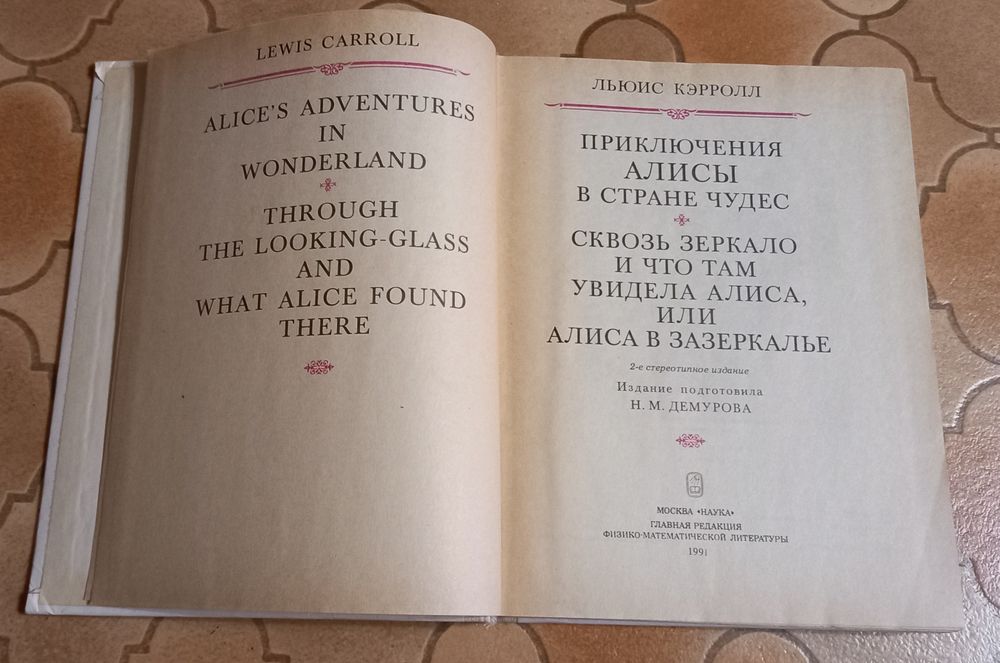 LEWIS CARROLL
ALICE'S ADVENTURES
IN
WONDERLAND
THROUGH
THE LOOKING-GLASS
AND
WHAT ALICE FOUND
THERE
ЛЬЮИС КЭРРОЛЛ
ПРИКЛЮЧЕНИЯ
АЛИСЫ
В СТРАНЕ ЧУДЕС
СКВОЗЬ ЗЕРКАЛО
И ЧТО ТАМ
УВИДЕЛА АЛИСА,
ИЛИ
АЛИСА В ЗАЗЕРКАЛЬЕ
2-е стереотипное издание
Издание подготовила
Н. М. ДЕМУРОВА
МОСКВА «НАУКА»
ГЛАВНАЯ РЕДАКЦИЯ
ФИЗИКО-МАТЕМАТИЧЕСКОЙ ЛИТЕРАТУРЫ
1991